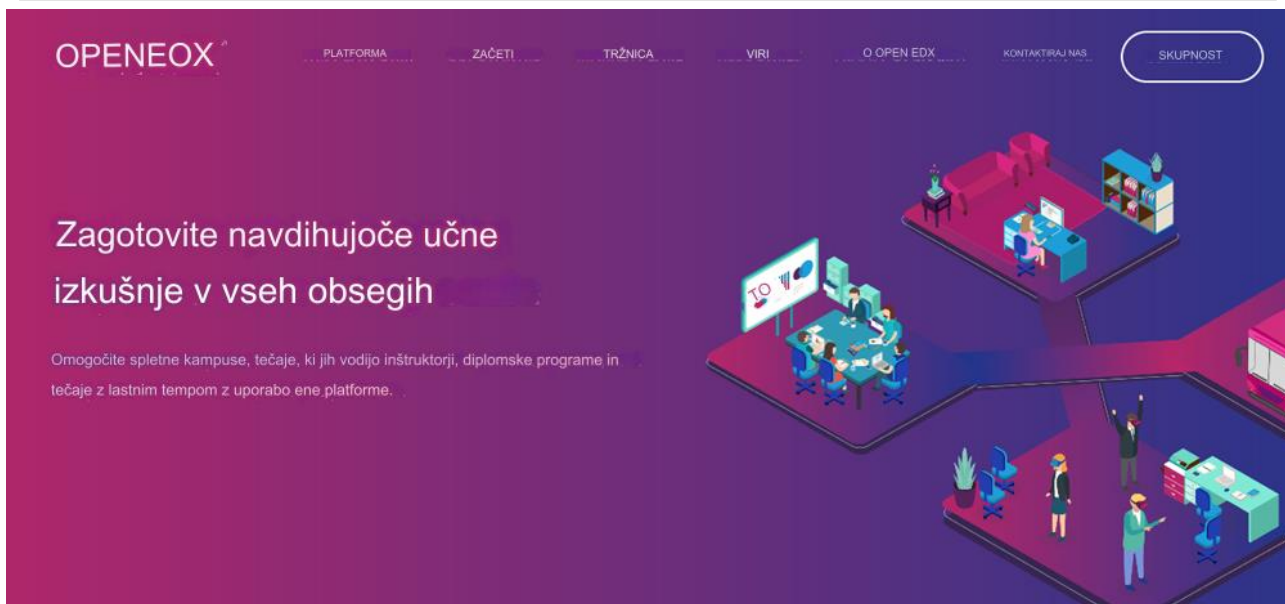 OPENEOX
PLATFORMA ZAČETI TRŽNICA VIRI O OPEN EDX KONTAKTIRAJ NAS SKUPNOST
Zagotovite navdihujoče učne
izkušnje v vseh obsegih
Omogočite spletne kampuse, tečaje, ki jih vodijo inštruktorji, diplomske programe in
tečaje z lastnim tempom z uporabo ene platforme.
TO